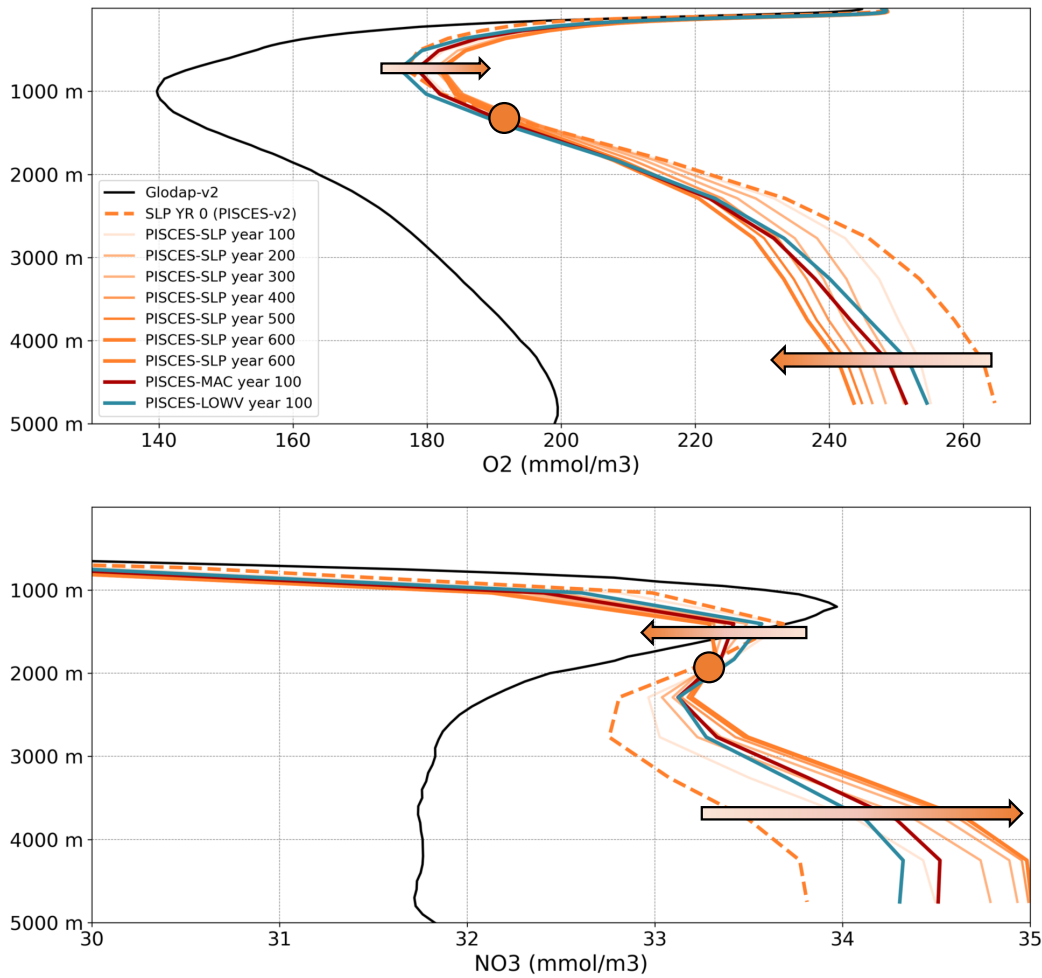 1000 m
2000 m
3000 m
4000 m
5000 m
Glodap-v2
SLP YR 0 (PISCES-v2)
PISCES-SLP year 100
PISCES-SLP year 200
PISCES-SLP year 300
PISCES-SLP year 400
PISCES-SLP year 500
PISCES-SLP year 600
PISCES-SLP year 600
PISCES-MAC year 100
PISCES-LOWV year 100
140 160 180 200 220 240 260
O2 (mmol/m3)
1000 m
2000 m
3000 m
4000 m
5000 m
30 31 32 33 34 35
NO3 (mmol/m3)